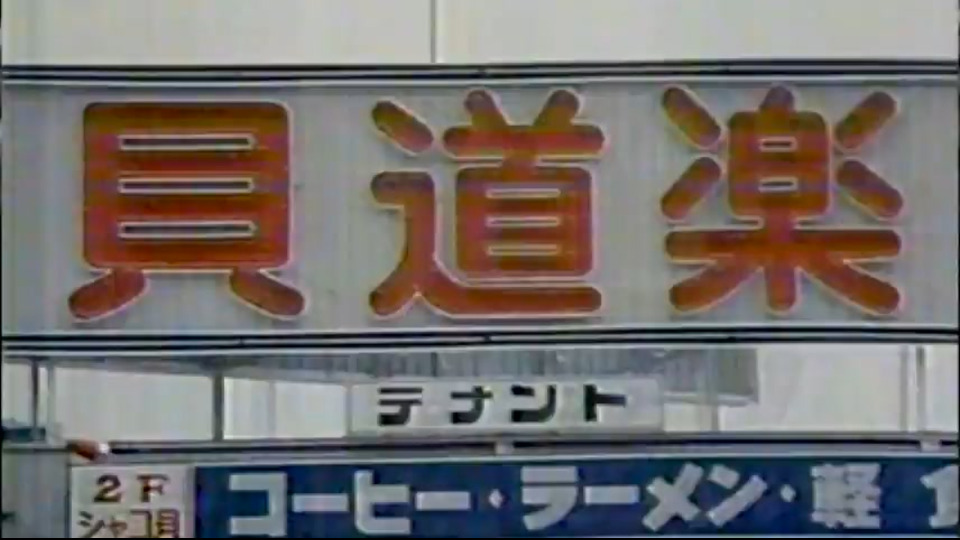 貝道楽
テナント
2F
シャコ貝
コーヒー・ラーメン・軽食